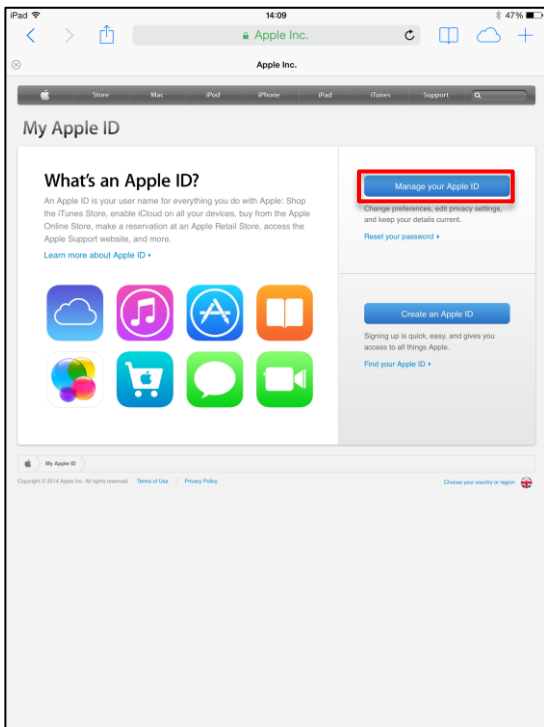 iPad 14:09 47%
Apple Inc.
Apple Inc.
Store Mac iPod iPhone iPad iTunes Support
My Apple ID
What's an Apple ID?
An Apple ID is your user name for everything you do with Apple: Shop
the iTunes Store, enable iCloud on all your devices, buy from the Apple
Online Store, make a reservation at an Apple Retail Store, access the
Apple Support website, and more.
Learn more about Apple ID
Manage your Apple ID
Change preferences, edit privacy settings,
and keep your details current.
Reset your password
Create an Apple ID
Signing up is quick, easy, and gives you
access to all things Apple.
Find your Apple ID
My Apple ID
Copyright © 2014 Apple Inc. All rights reserved. Terms of Use Privacy Policy Choose your country or region